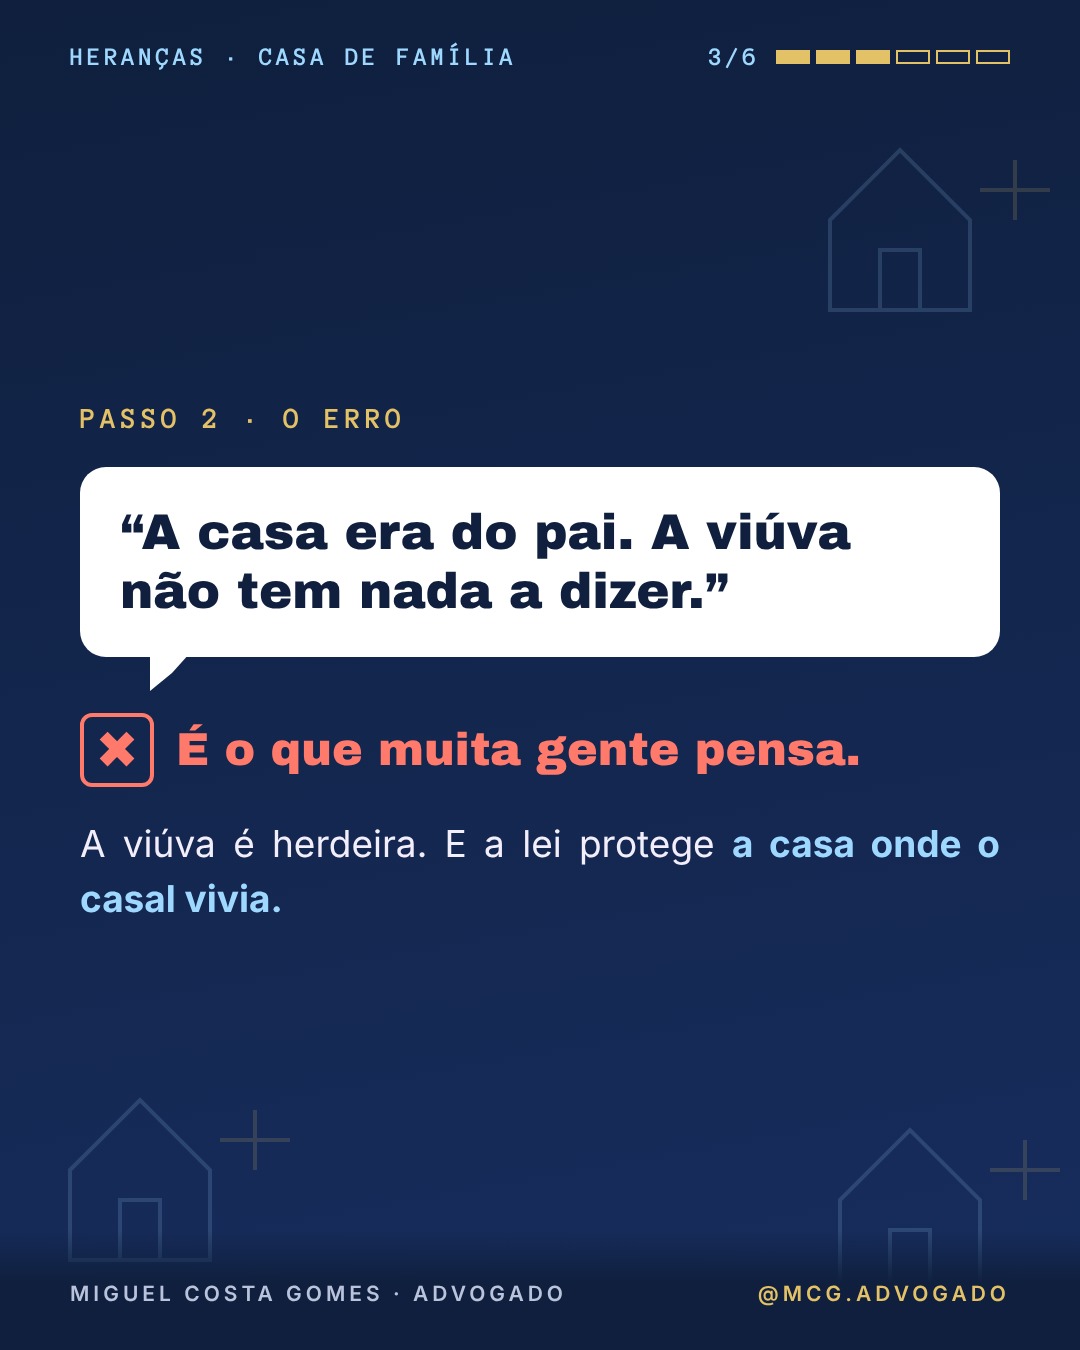 HERANÇAS · CASA DE FAMÍLIA
3/6
PASSO 2 · O ERRO
“A casa era do pai. A viúva
não tem nada a dizer.”
É o que muita gente pensa.
A viúva é herdeira. E a lei protege a casa onde o
casal vivia.
MIGUEL COSTA GOMES · ADVOGADO
@MCG.ADVOGADO